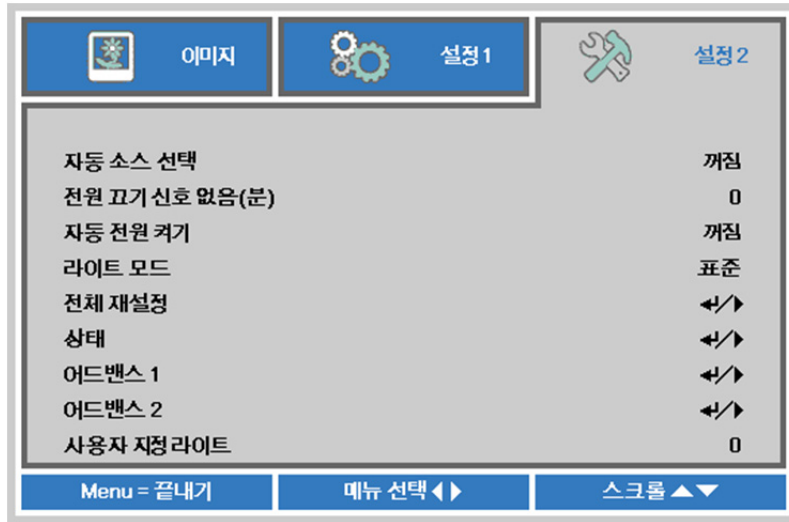 이미지 설정 1 설정 2
자동 소스 선택 꺼짐
전원 끄기 신호 없음(분) 0
자동 전원 켜기 꺼짐
라이트 모드 표준
전체 재설정 ↵/▶
상태 ↵/▶
어드밴스 1 ↵/▶
어드밴스 2 ↵/▶
사용자 지정 라이트 0
Menu = 끝내기 메뉴 선택 ◀▶ 스크롤 ▲▼